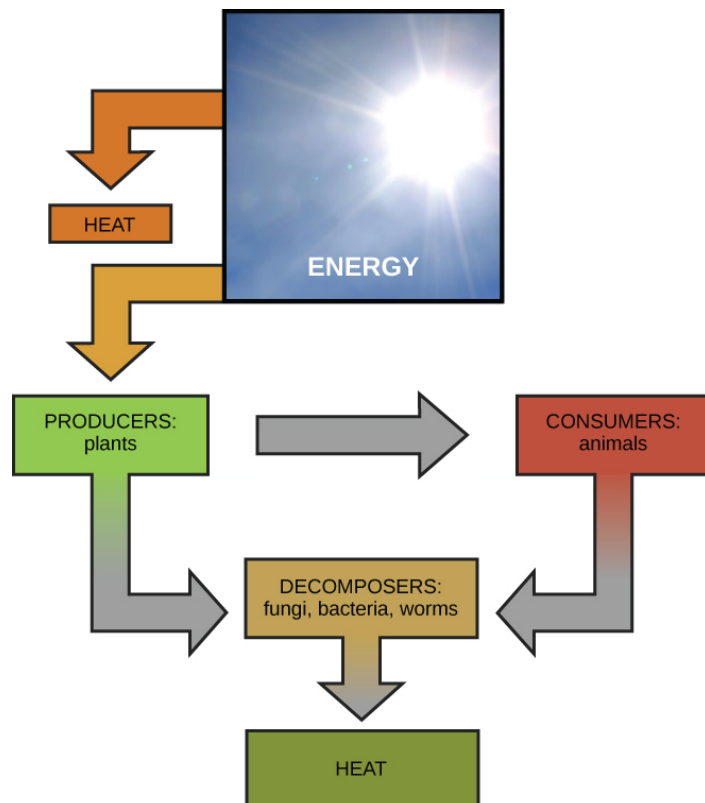 HEAT
ENERGY
PRODUCERS:
plants
CONSUMERS:
animals
DECOMPOSERS:
fungi, bacteria, worms
HEAT